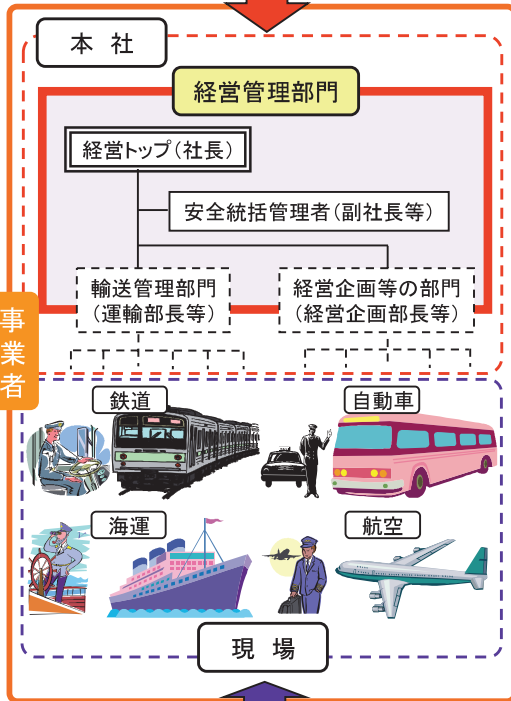 本社
経営管理部門
経営トップ(社長)
安全統括管理者(副社長等)
輸送管理部門
(運輸部長等)
経営企画等の部門
(経営企画部長等)
事業者
鉄道
自動車
海運
航空
現場